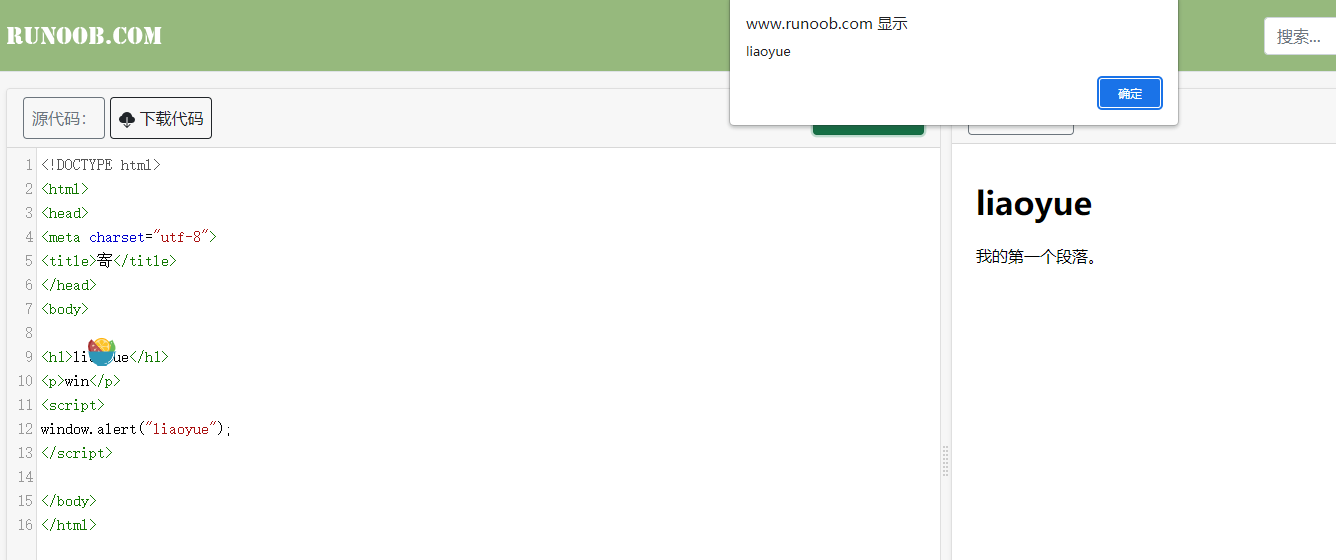 RUNOOB.COM
www.runoob.com 显示
liaoyue
确定
搜索...
源代码：
下载代码
1 <!DOCTYPE html>
2 <html>
3 <head>
4 <meta charset="utf-8">
5 <title>寄</title>
6 </head>
7 <body>
8
9 <h1>li ue</h1>
10 <p>win</p>
11 <script>
12 window.alert("liaoyue");
13 </script>
14
15 </body>
16 </html>
liaoyue
我的第一个段落。